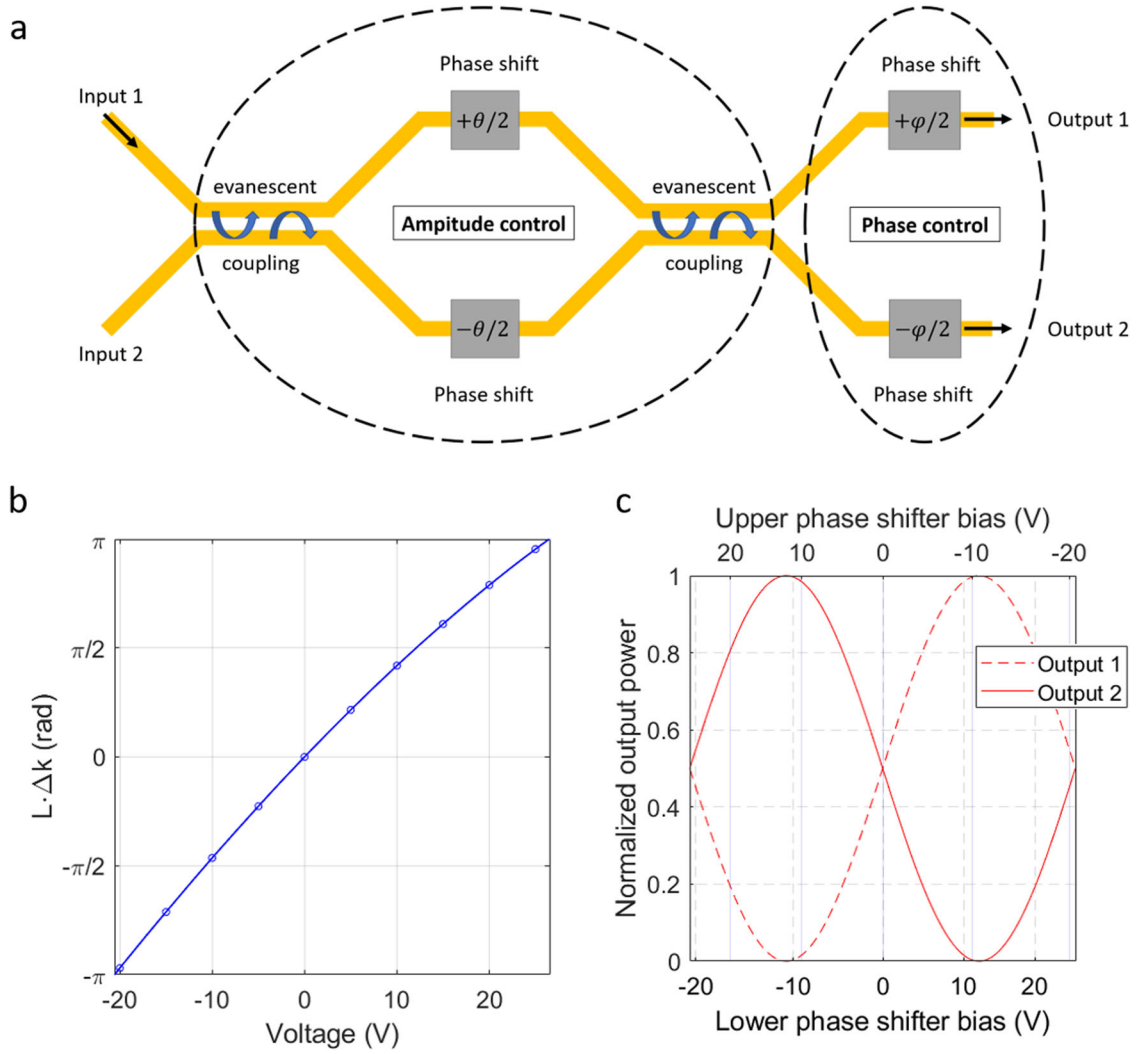 a
Phase shift
Phase shift
Input 1
+θ/2
+φ/2
Output 1
evanescent
evanescent
Amplitude control
Phase control
coupling
coupling
Input 2
−θ/2
−φ/2
Output 2
Phase shift
Phase shift
b
π
π/2
0
-π/2
-π
L·Δk (rad)
-20 -10 0 10 20
Voltage (V)
c
Upper phase shifter bias (V)
20 10 0 -10 -20
1
0.8
0.6
0.4
0.2
0
Normalized output power
Output 1
Output 2
-20 -10 0 10 20
Lower phase shifter bias (V)